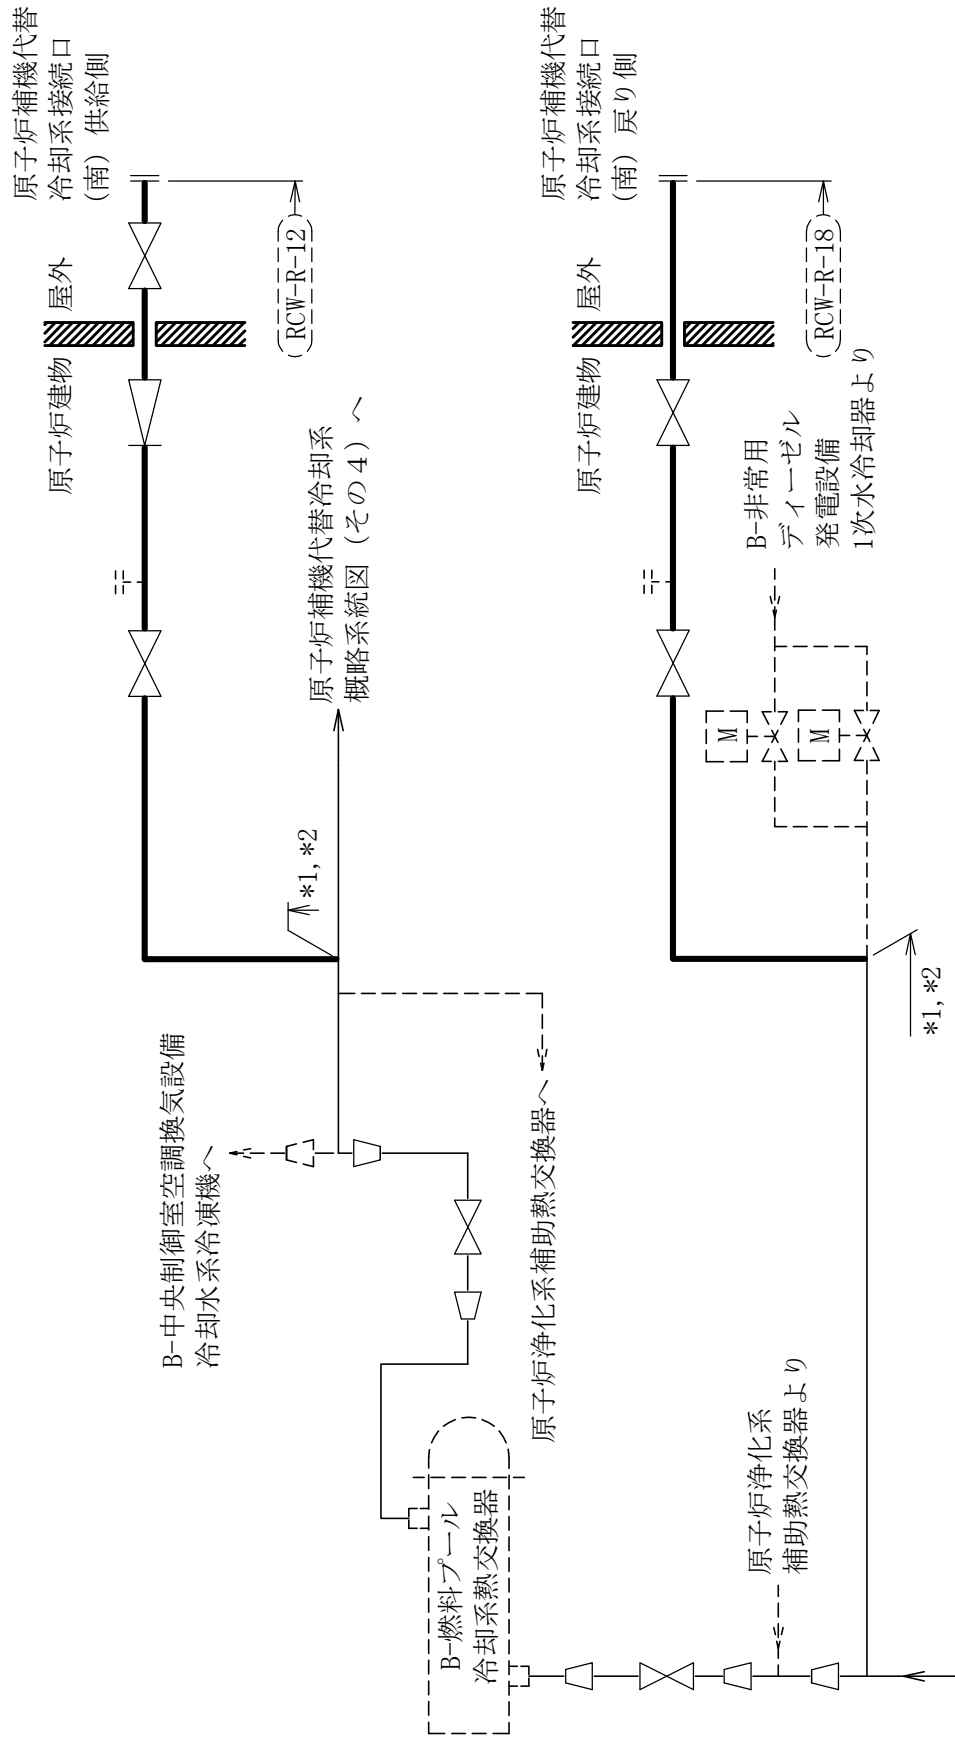 原子炉補機代替
冷却系接続口
(南) 供給側
屋外
原子炉建物
RCW-R-12
原子炉補機代替冷却系
概略系統図 (その4) へ
*1, *2
B-中央制御室空調換気設備
冷却水系冷凍機へ
原子炉浄化系補助熱交換器へ
B-燃料プール
冷却系熱交換器
原子炉補機代替
冷却系接続口
(南) 戻り側
屋外
原子炉建物
RCW-R-18
B-非常用
ディーゼル
発電設備
1次水冷却器より
M
M
*1, *2
原子炉浄化系
補助熱交換器より